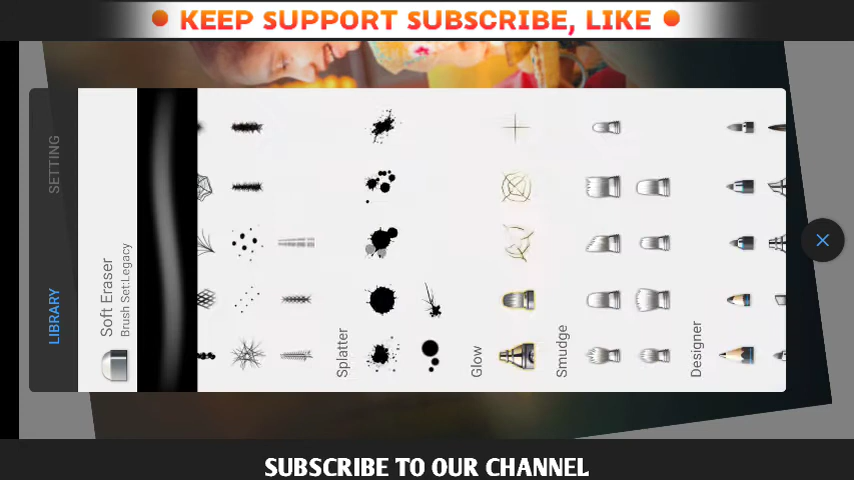 KEEP SUPPORT SUBSCRIBE, LIKE
LIBRARY
SETTING
Soft Eraser
Brush Set:Legacy
Splatter
Glow
Smudge
Designer
SUBSCRIBE TO OUR CHANNEL